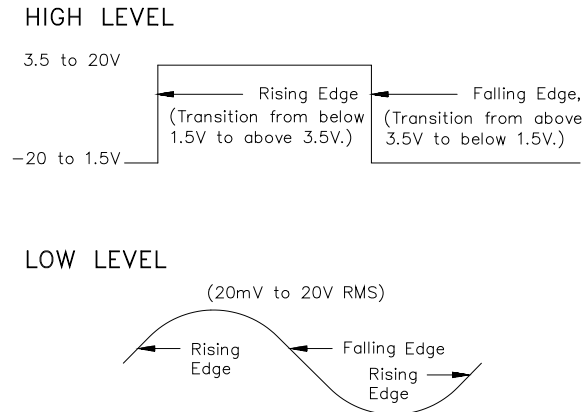 HIGH LEVEL
3.5 to 20V
Rising Edge
(Transition from below
1.5V to above 3.5V.)
Falling Edge,
(Transition from above
3.5V to below 1.5V.)
−20 to 1.5V
LOW LEVEL
(20mV to 20V RMS)
Rising
Edge
Falling Edge
Rising
Edge